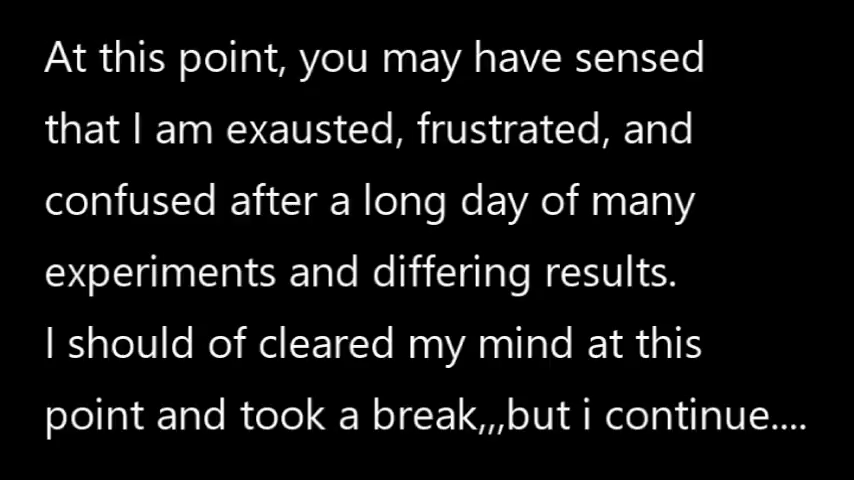 At this point, you may have sensed
that I am exausted, frustrated, and
confused after a long day of many
experiments and differing results.
I should of cleared my mind at this
point and took a break,,,but i continue....